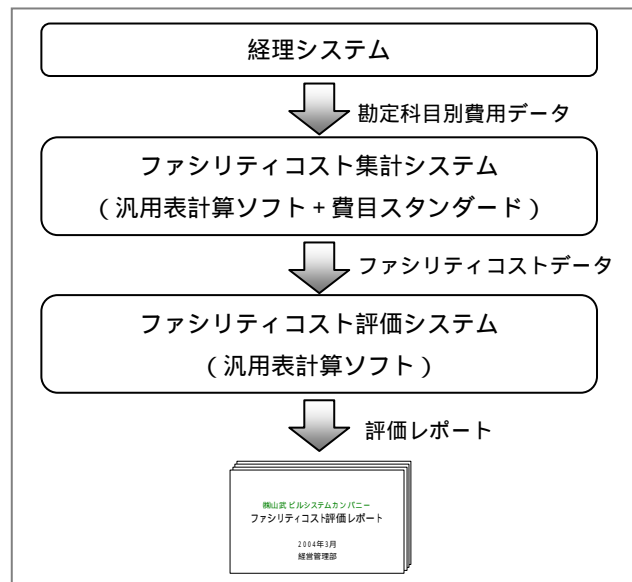 経理システム
勘定科目別費用データ
ファシリティコスト集計システム
(汎用表計算ソフト+費目スタンダード)
ファシリティコストデータ
ファシリティコスト評価システム
(汎用表計算ソフト)
評価レポート
㈱山武 ビルシステムカンパニー
ファシリティコスト評価レポート
2004年3月
経営管理部